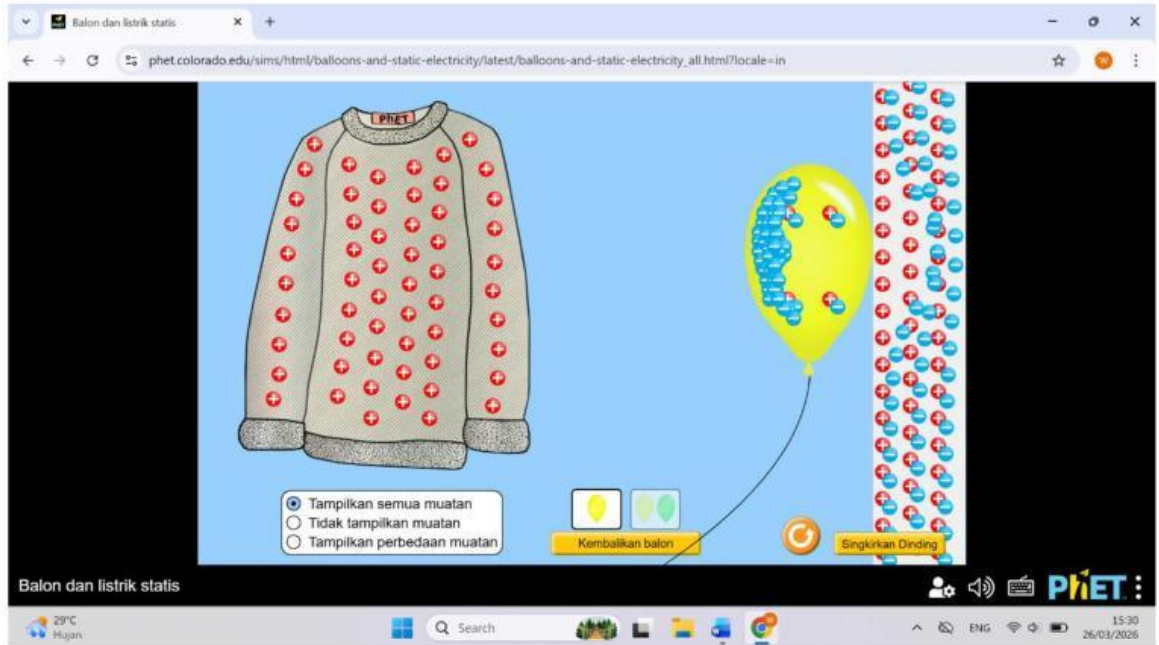 Balon dan listrik statis
phet.colorado.edu/sims/html/balloons-and-static-electricity/latest/balloons-and-static-electricity_all.html?locale=in
W
PhET
Tampilkan semua muatan
Tidak tampilkan muatan
Tampilkan perbedaan muatan
Kembalikan balon
Singkirkan Dinding
Balon dan listrik statis
PhET
29°C
Hujan
Search
ENG
15:30
26/03/2026